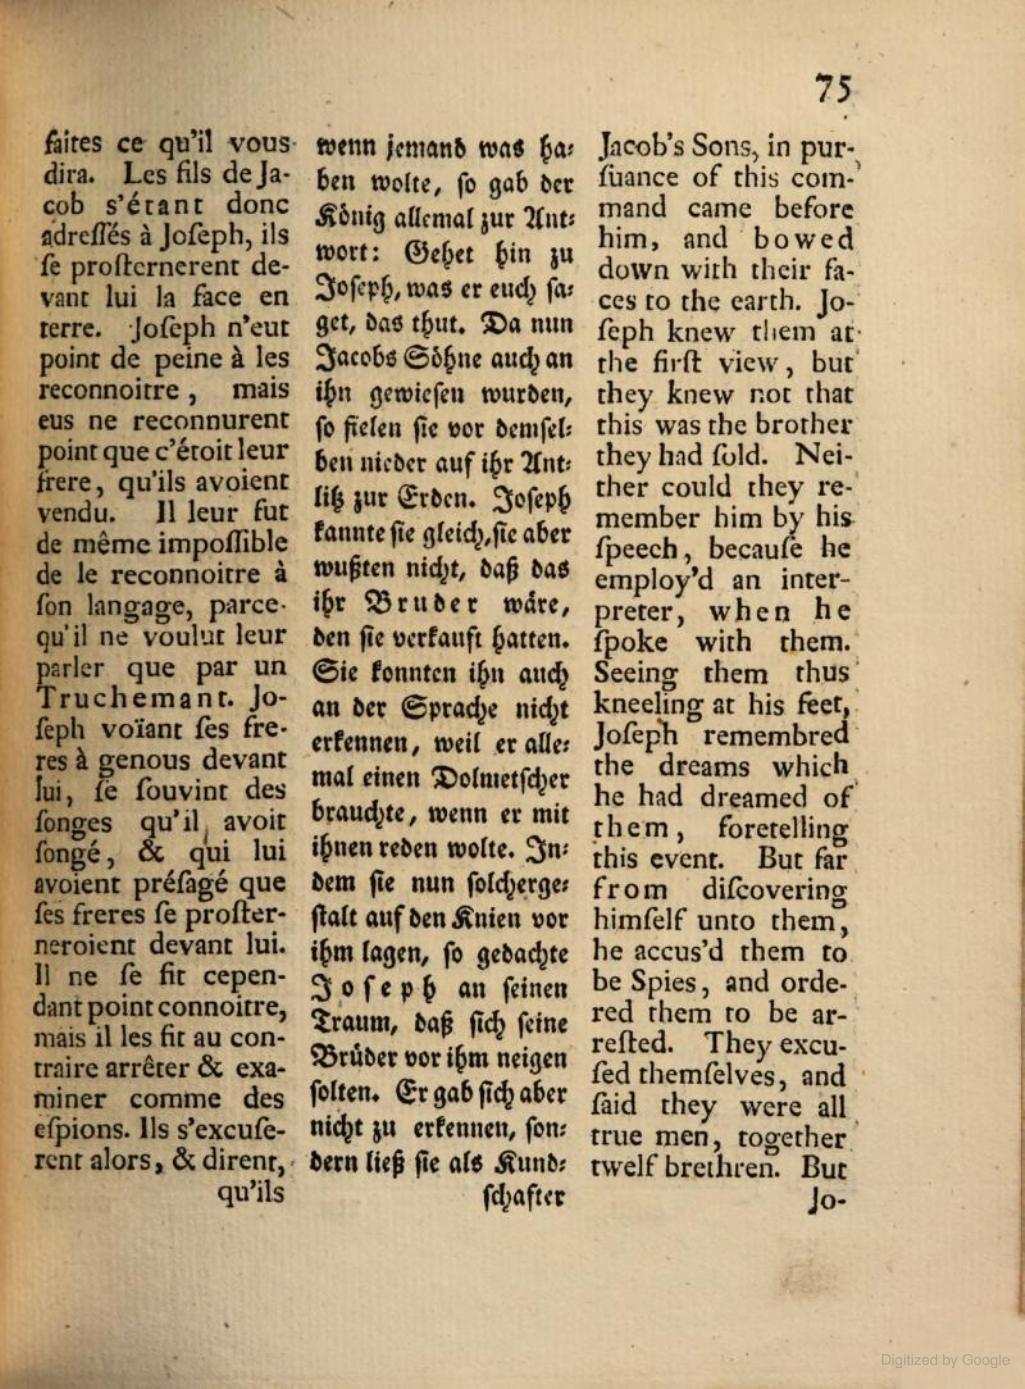 75
faites ce qu'il vous
dira. Les fils de Ja-
cob s'étant donc
adreſſés à Joſeph, ils
ſe proſternerent de-
vant lui la face en
terre. Joſeph n'eut
point de peine à les
reconnoitre, mais
eus ne reconnurent
point que c'étoit leur
frere, qu'ils avoient
vendu. Il leur fut
de même impoſſible
de le reconnoitre à
ſon langage, parce-
qu'il ne voulut leur
parler que par un
Truchemant. Jo-
ſeph voïant ſes fre-
res à genous devant
lui, ſe ſouvint des
ſonges qu'il avoit
ſongé, & qui lui
avoient préſagé que
ſes freres ſe proſter-
neroient devant lui.
Il ne ſe fit cepen-
dant point connoitre,
mais il les fit au con-
traire arrêter & exa-
miner comme des
eſpions. Ils s'excuſe-
rent alors, & dirent,
qu'ils
wenn jemand was ha-
ben wolte, ſo gab der
König allemal zur Ant-
wort: Gehet hin zu
Joſeph, was er euch ſa-
get, das thut. Da nun
Jacobs Söhne auch an
ihn gewieſen wurden,
ſo fielen ſie vor demſel-
ben nieder auf ihr Ant-
litz zur Erden. Joſeph
kannte ſie gleich, ſie aber
wußten nicht, daß das
ihr Bruder wäre,
den ſie verkauft hatten.
Sie konnten ihn auch
an der Sprache nicht
erkennen, weil er alle-
mal einen Dolmetſcher
brauchte, wenn er mit
ihnen reden wolte. In-
dem ſie nun ſolcherge-
ſtalt auf den Knien vor
ihm lagen, ſo gedachte
Joſeph an ſeinen
Traum, daß ſich ſeine
Brüder vor ihm neigen
ſolten. Er gab ſich aber
nicht zu erkennen, ſon-
dern ließ ſie als Kund-
ſchafter
Jacob's Sons, in pur-
ſuance of this com-
mand came before
him, and bowed
down with their fa-
ces to the earth. Jo-
ſeph knew them at
the firſt view, but
they knew not that
this was the brother
they had ſold. Nei-
ther could they re-
member him by his
ſpeech, becauſe he
employ'd an inter-
preter, when he
ſpoke with them.
Seeing them thus
kneeling at his feet,
Joſeph remembred
the dreams which
he had dreamed of
them, foretelling
this event. But far
from diſcovering
himſelf unto them,
he accus'd them to
be Spies, and orde-
red them to be ar-
reſted. They excu-
ſed themſelves, and
ſaid they were all
true men, together
twelf brethren. But
Jo-
Digitized by Google